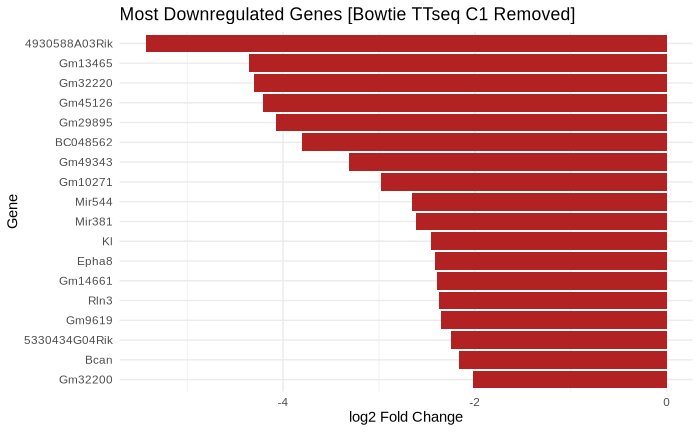 Most Downregulated Genes [Bowtie TTseq C1 Removed]
Gene
4930588A03Rik
Gm13465
Gm32220
Gm45126
Gm29895
BC048562
Gm49343
Gm10271
Mir544
Mir381
Kl
Epha8
Gm14661
Rln3
Gm9619
5330434G04Rik
Bcan
Gm32200
-4 -2 0
log2 Fold Change